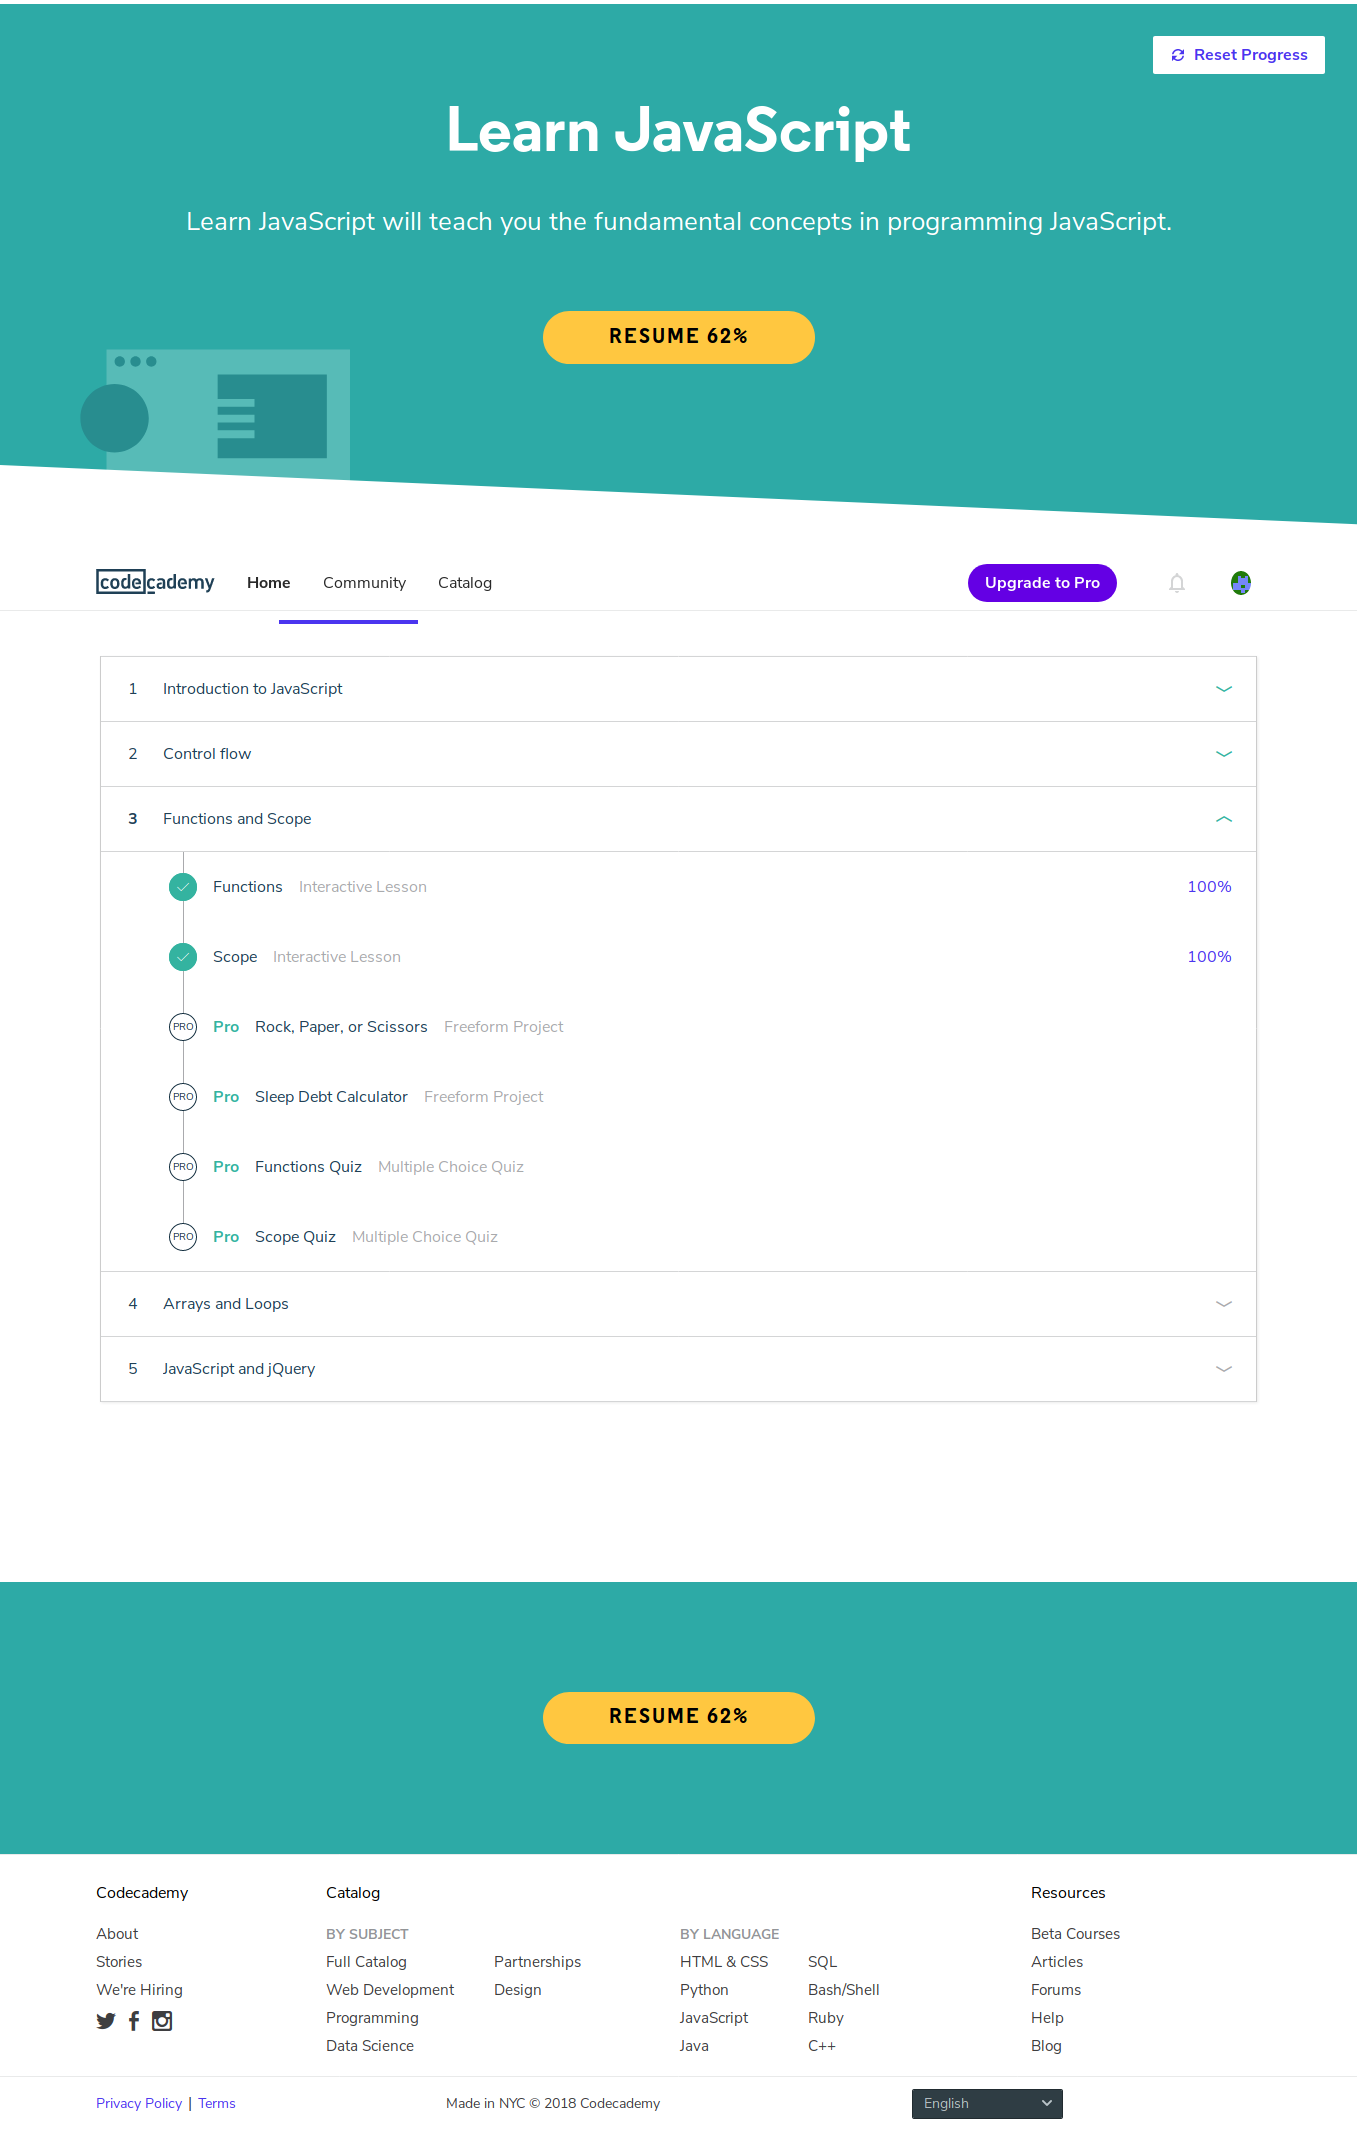 Reset Progress
Learn JavaScript
Learn JavaScript will teach you the fundamental concepts in programming JavaScript.
RESUME 62%
codecademy Home Community Catalog Upgrade to Pro
1 Introduction to JavaScript
2 Control flow
3 Functions and Scope
Functions Interactive Lesson 100%
Scope Interactive Lesson 100%
PRO Pro Rock, Paper, or Scissors Freeform Project
PRO Pro Sleep Debt Calculator Freeform Project
PRO Pro Functions Quiz Multiple Choice Quiz
PRO Pro Scope Quiz Multiple Choice Quiz
4 Arrays and Loops
5 JavaScript and jQuery
RESUME 62%
Codecademy Catalog Resources
About BY SUBJECT BY LANGUAGE Beta Courses
Stories Full Catalog Partnerships HTML & CSS SQL Articles
We're Hiring Web Development Design Python Bash/Shell Forums
Programming JavaScript Ruby Help
Data Science Java C++ Blog
Privacy Policy | Terms Made in NYC © 2018 Codecademy English